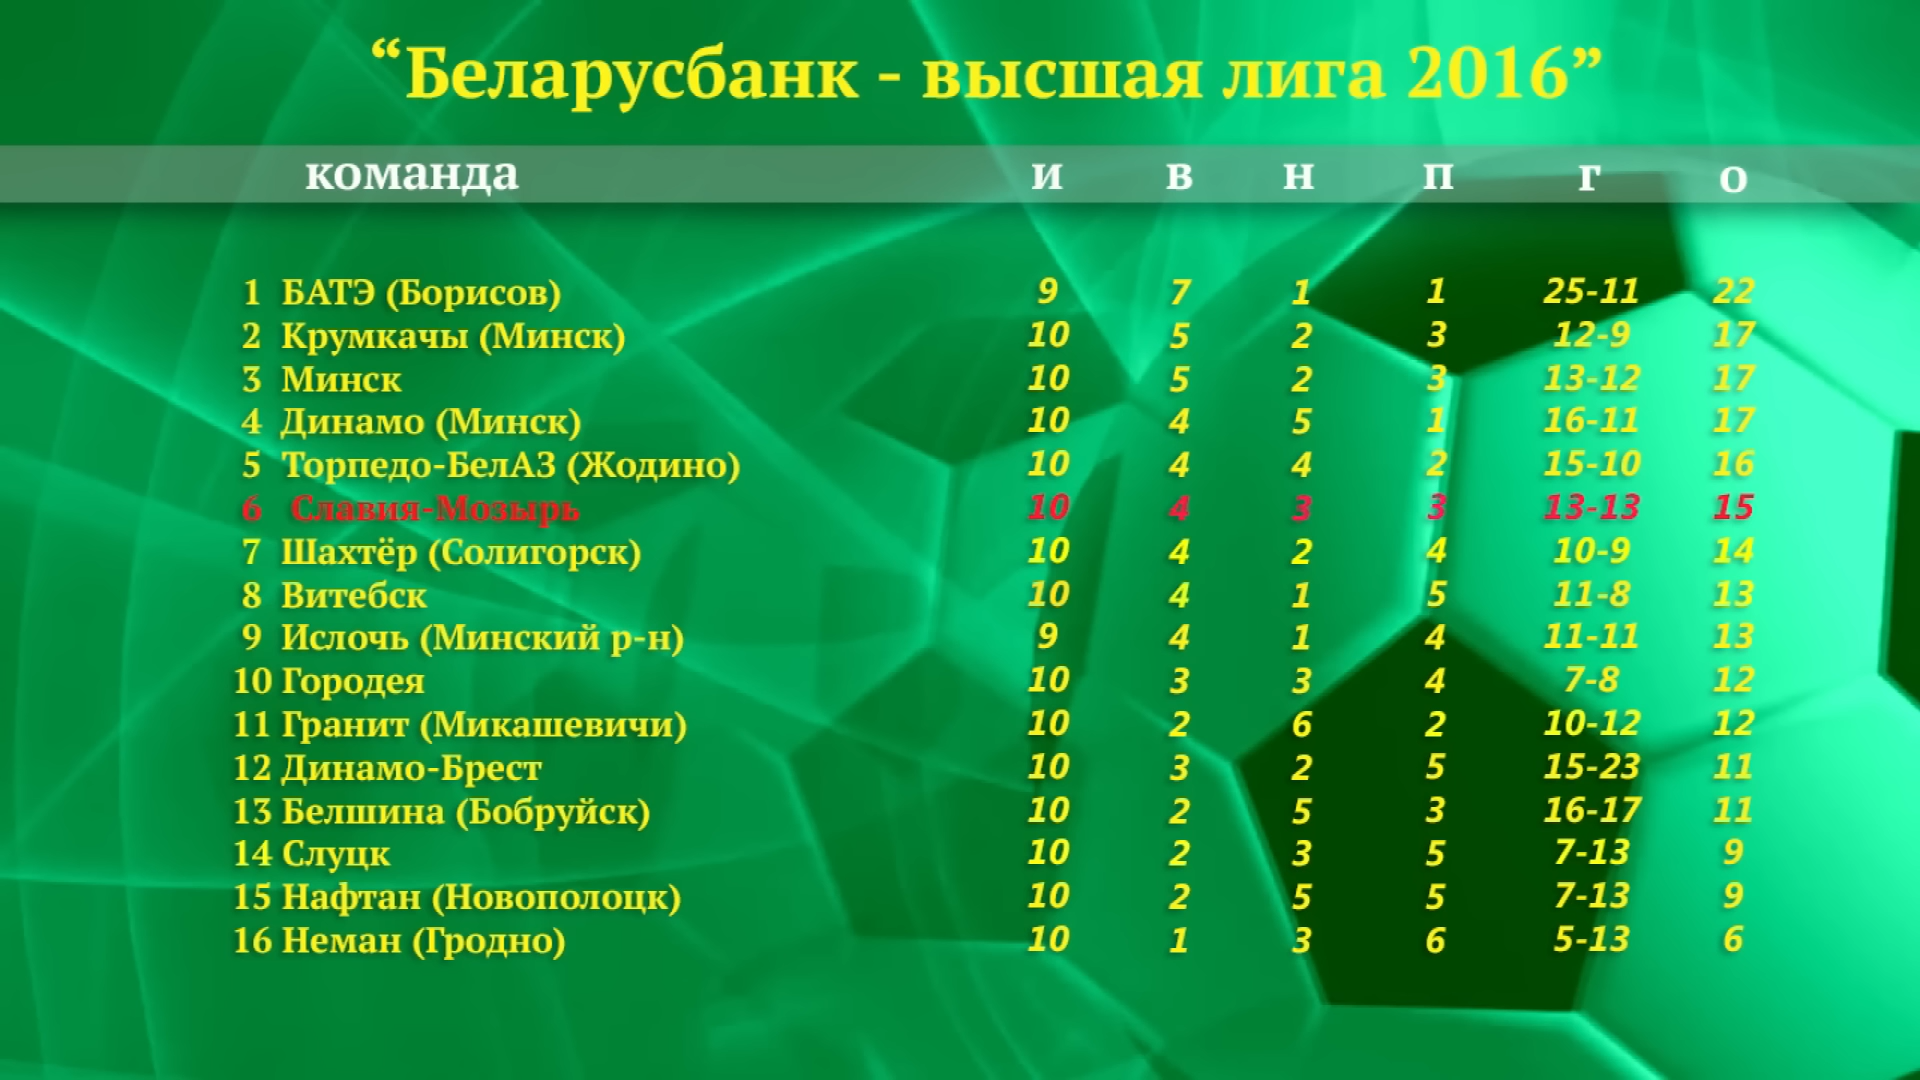 “Беларусбанк - высшая лига 2016”
команда и в н п г о
1 БАТЭ (Борисов) 9 7 1 1 25-11 22
2 Крумкачы (Минск) 10 5 2 3 12-9 17
3 Минск 10 5 2 3 13-12 17
4 Динамо (Минск) 10 4 5 1 16-11 17
5 Торпедо-БелАЗ (Жодино) 10 4 4 2 15-10 16
6 Славия-Мозырь 10 4 3 3 13-13 15
7 Шахтёр (Солигорск) 10 4 2 4 10-9 14
8 Витебск 10 4 1 5 11-8 13
9 Ислочь (Минский р-н) 9 4 1 4 11-11 13
10 Городея 10 3 3 4 7-8 12
11 Гранит (Микашевичи) 10 2 6 2 10-12 12
12 Динамо-Брест 10 3 2 5 15-23 11
13 Белшина (Бобруйск) 10 2 5 3 16-17 11
14 Слуцк 10 2 3 5 7-13 9
15 Нафтан (Новополоцк) 10 2 5 5 7-13 9
16 Неман (Гродно) 10 1 3 6 5-13 6